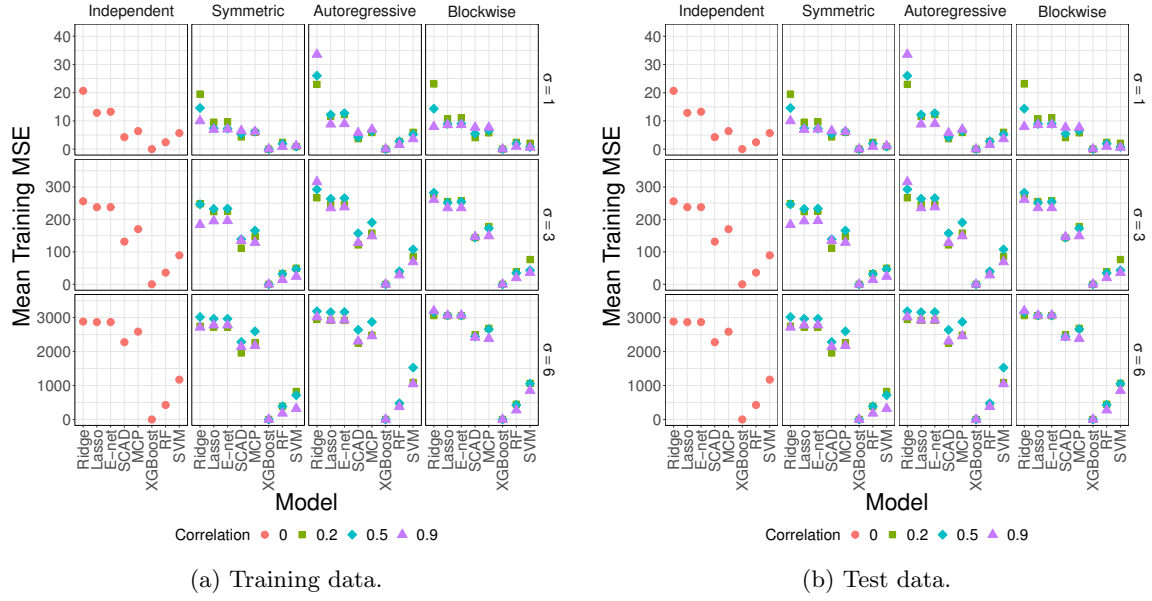 Independent Symmetric Autoregressive Blockwise
40
30
20
10
0
σ = 1
300
200
100
0
σ = 3
3000
2000
1000
0
σ = 6
Mean Training MSE
Ridge Lasso E−net SCAD MCP XGBoost RF SVM Ridge Lasso E−net SCAD MCP XGBoost RF SVM Ridge Lasso E−net SCAD MCP XGBoost RF SVM Ridge Lasso E−net SCAD MCP XGBoost RF SVM
Model
Correlation 0 0.2 0.5 0.9
(a) Training data.
Independent Symmetric Autoregressive Blockwise
40
30
20
10
0
σ = 1
300
200
100
0
σ = 3
3000
2000
1000
0
σ = 6
Mean Training MSE
Ridge Lasso E−net SCAD MCP XGBoost RF SVM Ridge Lasso E−net SCAD MCP XGBoost RF SVM Ridge Lasso E−net SCAD MCP XGBoost RF SVM Ridge Lasso E−net SCAD MCP XGBoost RF SVM
Model
Correlation 0 0.2 0.5 0.9
(b) Test data.